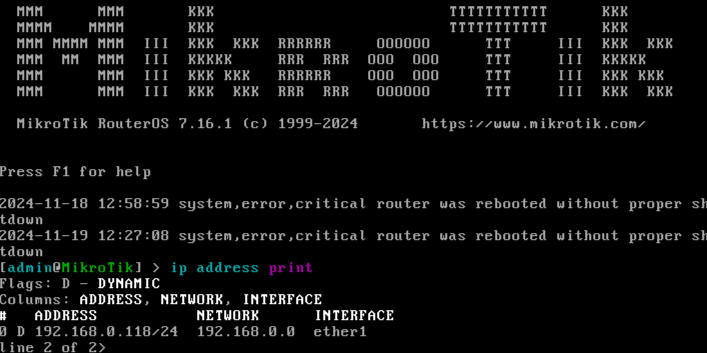 MMM      MMM       KKK                          TTTTTTTTTTT      KKK
MMMM    MMMM       KKK                          TTTTTTTTTTT      KKK
MMM MMMM MMM  III  KKK  KKK  RRRRRR     OOOOOO      TTT     III  KKK  KKK
MMM  MM  MMM  III  KKKKK     RRR  RRR  OOO  OOO     TTT     III  KKKKK
MMM      MMM  III  KKK KKK   RRRRRR    OOO  OOO     TTT     III  KKK KKK
MMM      MMM  III  KKK  KKK  RRR  RRR   OOOOOO      TTT     III  KKK  KKK
MikroTik RouterOS 7.16.1 (c) 1999-2024       https://www.mikrotik.com/
Press F1 for help
2024-11-18 12:58:59 system,error,critical router was rebooted without proper sh
tdown
2024-11-19 12:27:08 system,error,critical router was rebooted without proper sh
tdown
[admin@MikroTik] > ip address print
Flags: D - DYNAMIC
Columns: ADDRESS, NETWORK, INTERFACE
#   ADDRESS           NETWORK      INTERFACE
0 D 192.168.0.118/24  192.168.0.0  ether1
line 2 of 2>